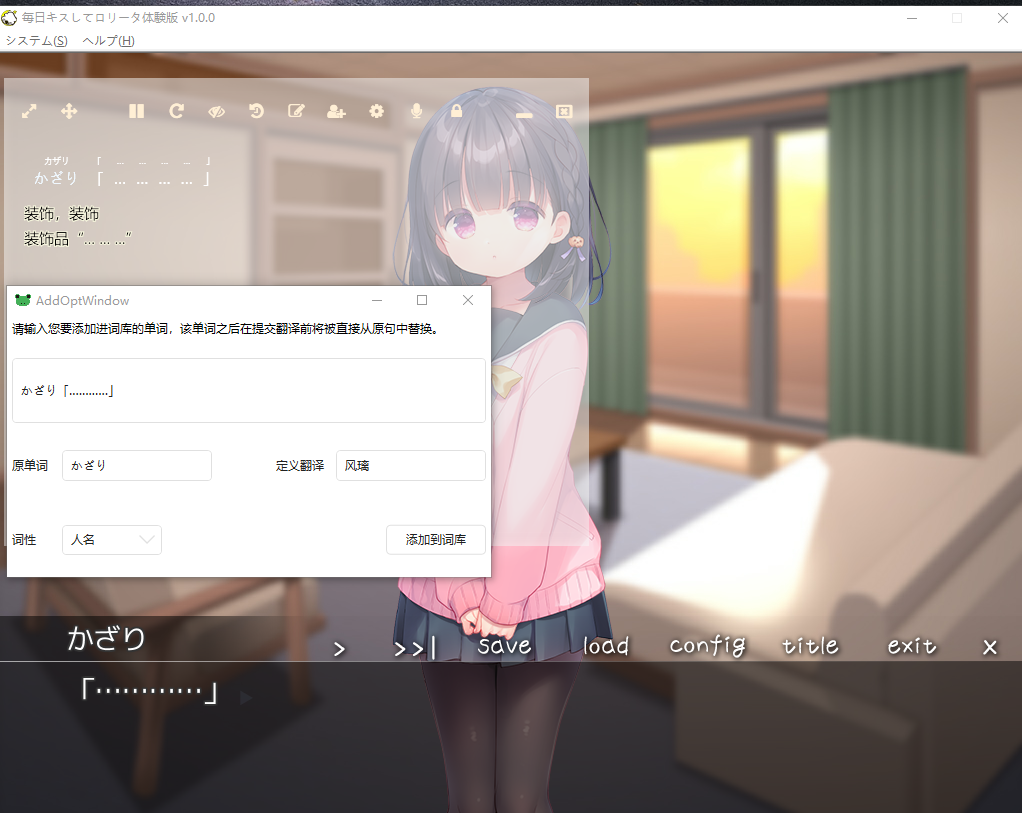 毎日キスしてロリータ体験版 v1.0.0
システム(S) ヘルプ(H)
カザリ 「 … … … … 」
かざり 「 … … … … 」
装饰，装饰
装饰品“… … …”
AddOptWindow
请输入您要添加进词库的单词，该单词之后在提交翻译前将被直接从原句中替换。
かざり「…………」
原单词 かざり 定义翻译 风璃
词性 人名 添加到词库
かざり > >>| save load config title exit x
「…………」